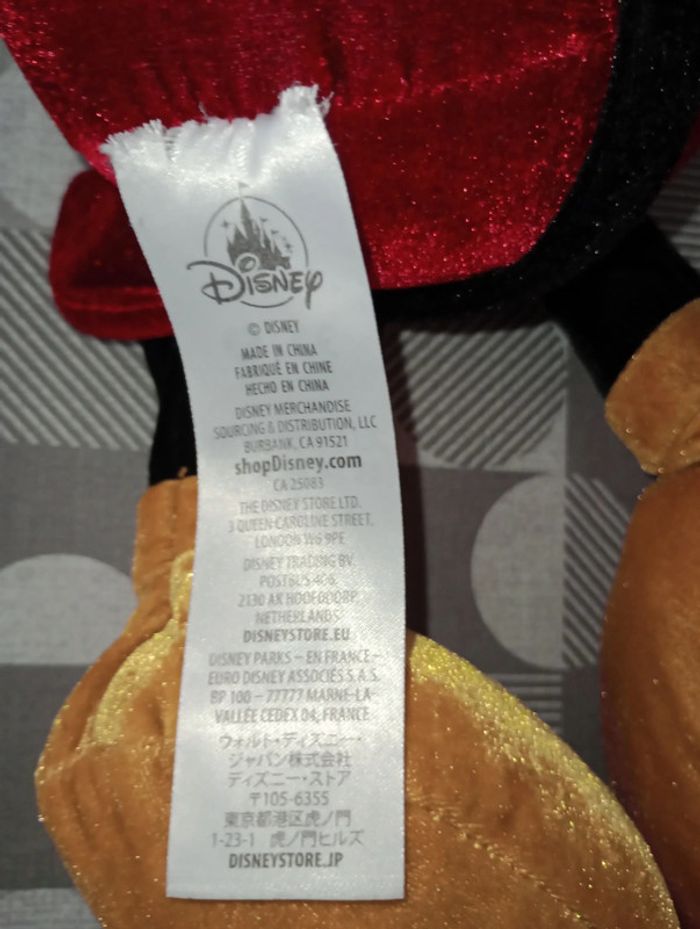 Disney
© DISNEY
MADE IN CHINA
FABRIQUÉ EN CHINE
HECHO EN CHINA
DISNEY MERCHANDISE
SOURCING & DISTRIBUTION, LLC
BURBANK, CA 91521
shopDisney.com
CA 25083
THE DISNEY STORE LTD.
3 QUEEN CAROLINE STREET,
LONDON W6 9PE
DISNEY TRADING BV.
POSTBUS 406,
2130 AK HOOFDDORP,
NETHERLANDS
DISNEYSTORE.EU
DISNEY PARKS – EN FRANCE –
EURO DISNEY ASSOCIÉS S.A.S.
BP 100 – 77777 MARNE-LA-
VALLÉE CEDEX 04, FRANCE
ウォルト・ディズニー・
ジャパン株式会社
ディズニー・ストア
〒105-6355
東京都港区虎ノ門
1-23-1 虎ノ門ヒルズ
DISNEYSTORE.JP